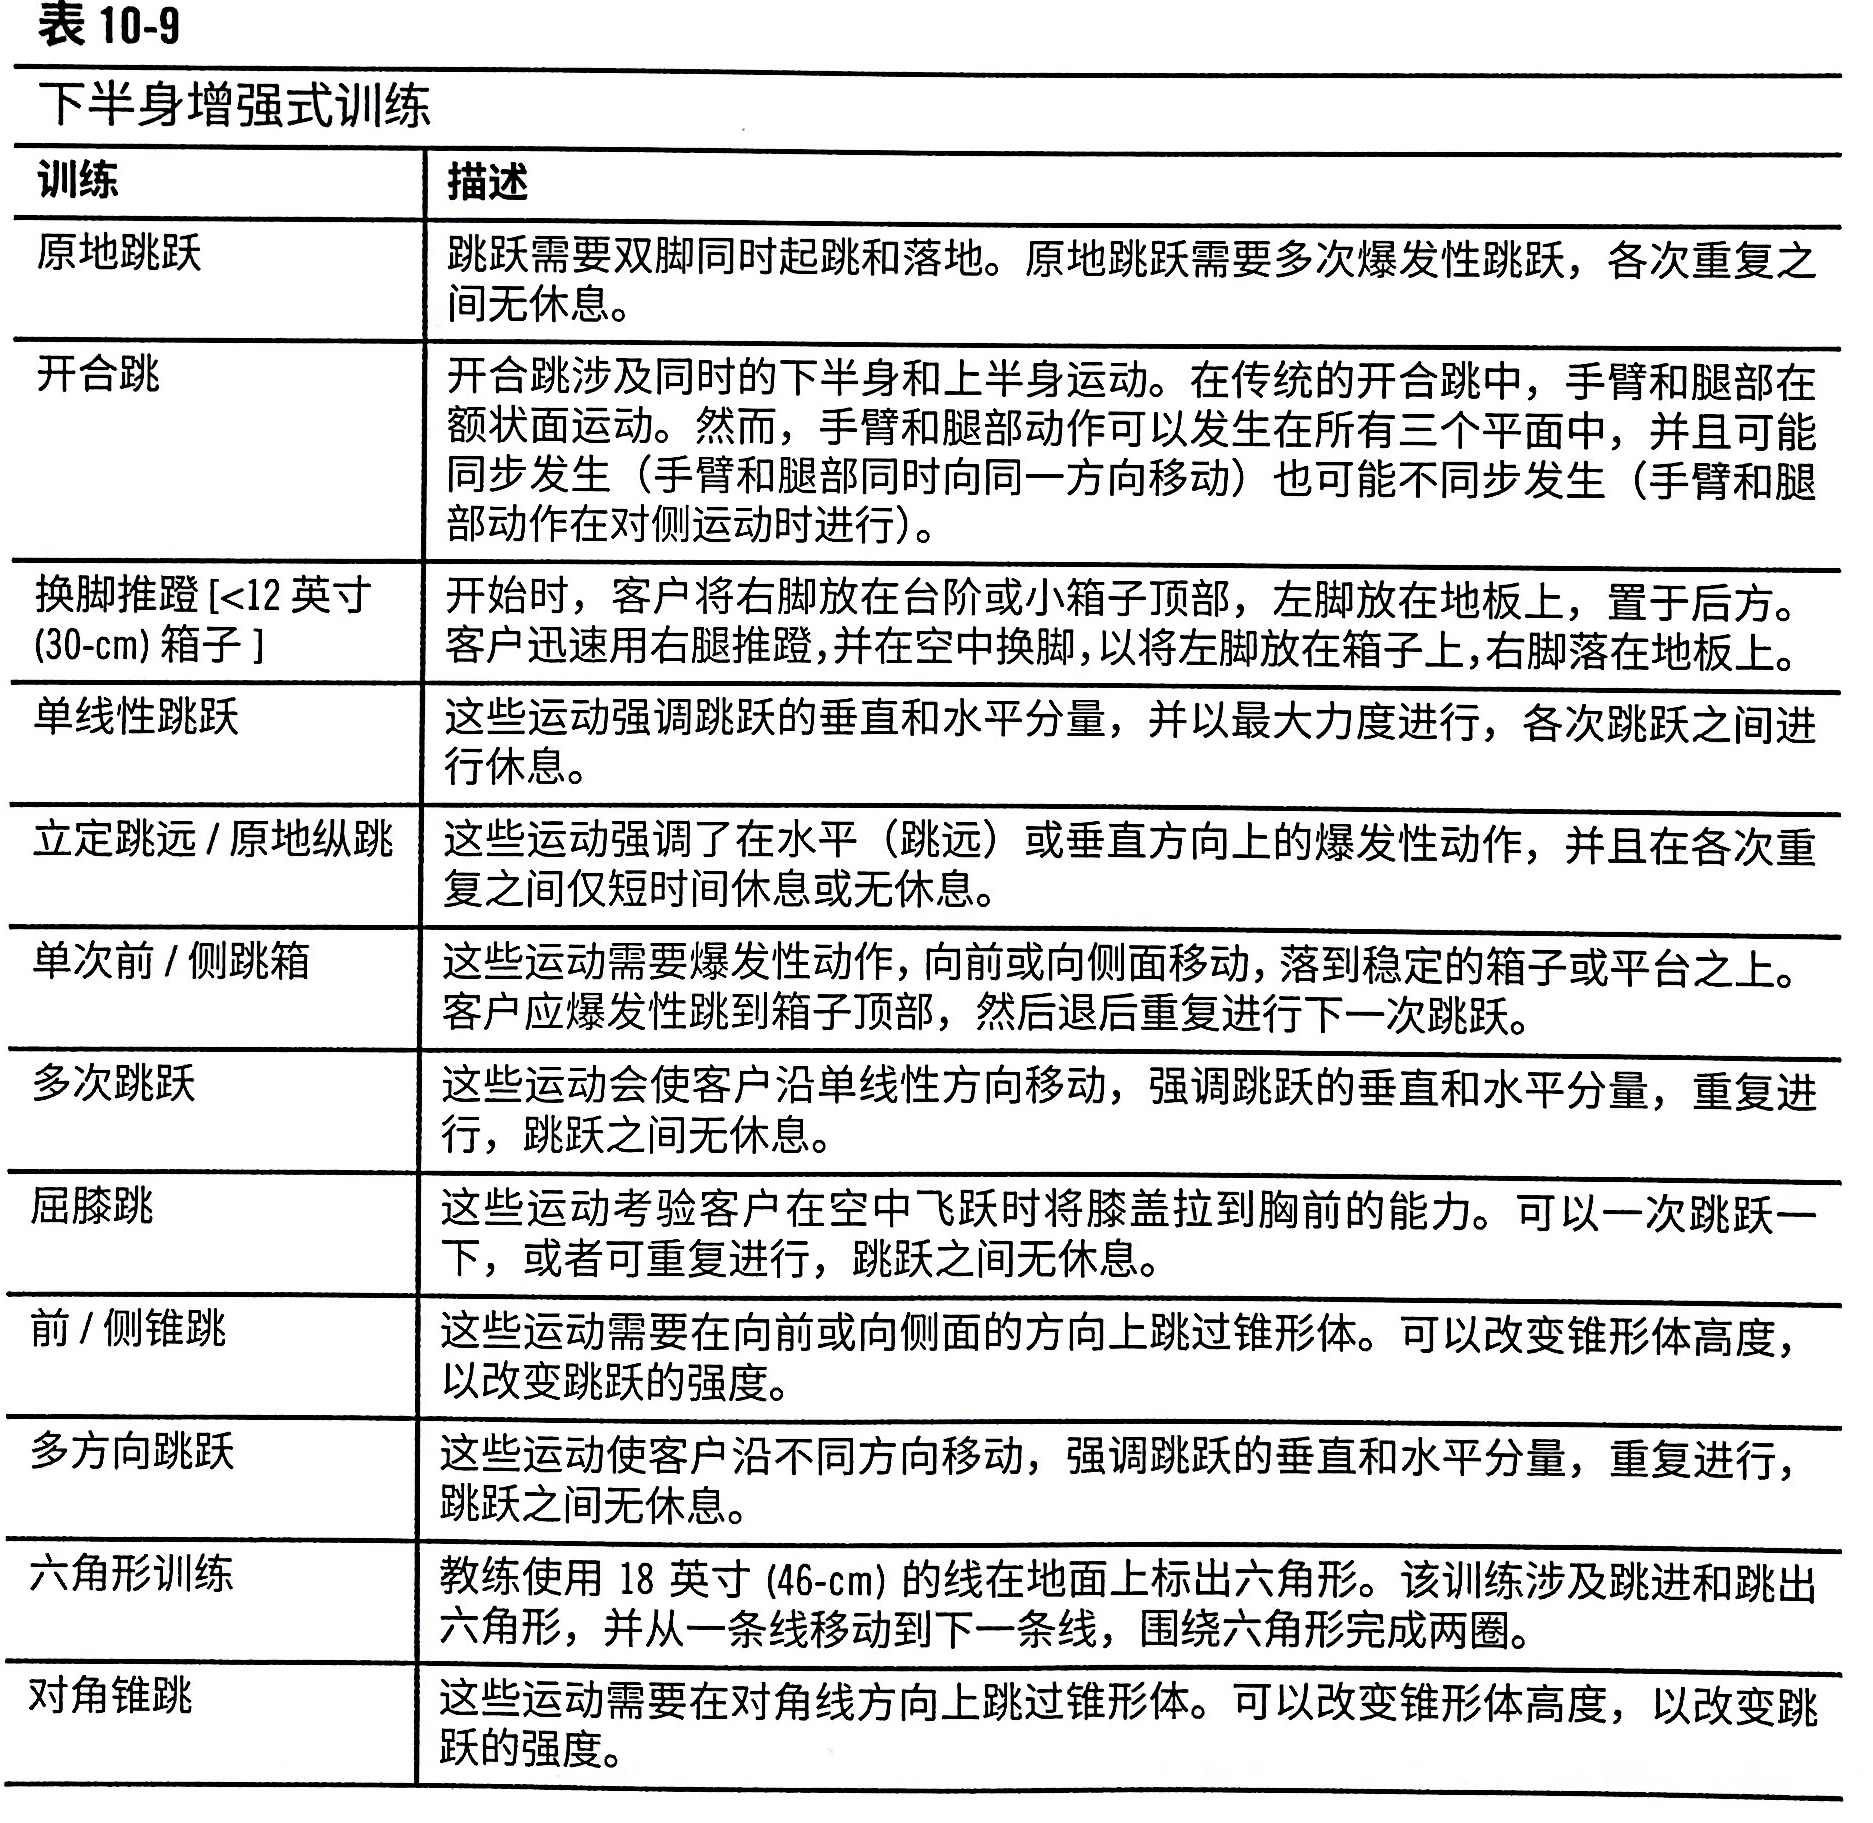 表 10-9
下半身增强式训练
训练
描述
原地跳跃
跳跃需要双脚同时起跳和落地。原地跳跃需要多次爆发性跳跃，各次重复之
间无休息。
开合跳
开合跳涉及同时的下半身和上半身运动。在传统的开合跳中，手臂和腿部在
额状面运动。然而，手臂和腿部动作可以发生在所有三个平面中，并且可能
同步发生（手臂和腿部同时向同一方向移动）也可能不同步发生（手臂和腿
部动作在对侧运动时进行）。
换脚推蹬 [<12 英寸
(30-cm) 箱子 ]
开始时，客户将右脚放在台阶或小箱子顶部，左脚放在地板上，置于后方。
客户迅速用右腿推蹬，并在空中换脚，以将左脚放在箱子上，右脚落在地板上。
单线性跳跃
这些运动强调跳跃的垂直和水平分量，并以最大力度进行，各次跳跃之间进
行休息。
立定跳远 / 原地纵跳
这些运动强调了在水平（跳远）或垂直方向上的爆发性动作，并且在各次重
复之间仅短时间休息或无休息。
单次前 / 侧跳箱
这些运动需要爆发性动作，向前或向侧面移动，落到稳定的箱子或平台之上。
客户应爆发性跳到箱子顶部，然后退后重复进行下一次跳跃。
多次跳跃
这些运动会使客户沿单线性方向移动，强调跳跃的垂直和水平分量，重复进
行，跳跃之间无休息。
屈膝跳
这些运动考验客户在空中飞跃时将膝盖拉到胸前的能力。可以一次跳跃一
下，或者可重复进行，跳跃之间无休息。
前 / 侧锥跳
这些运动需要在向前或向侧面的方向上跳过锥形体。可以改变锥形体高度，
以改变跳跃的强度。
多方向跳跃
这些运动使客户沿不同方向移动，强调跳跃的垂直和水平分量，重复进行，
跳跃之间无休息。
六角形训练
教练使用 18 英寸 (46-cm) 的线在地面上标出六角形。该训练涉及跳进和跳出
六角形，并从一条线移动到下一条线，围绕六角形完成两圈。
对角锥跳
这些运动需要在对角线方向上跳过锥形体。可以改变锥形体高度，以改变跳
跃的强度。